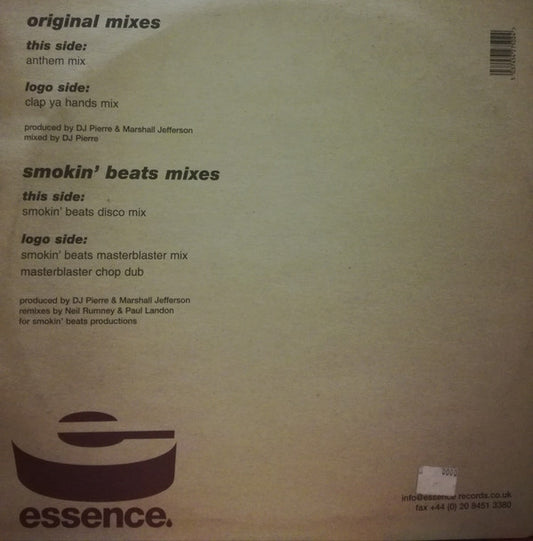 original mixes
this side:
anthem mix
logo side:
clap ya hands mix
produced by DJ Pierre & Marshall Jefferson
mixed by DJ Pierre
smokin' beats mixes
this side:
smokin' beats disco mix
logo side:
smokin' beats masterblaster mix
masterblaster chop dub
produced by DJ Pierre & Marshall Jefferson
remixes by Neil Rumney & Paul Landon
for smokin' beats productions
essence.
info@essence records.co.uk
fax +44 (0) 20 8451 3380